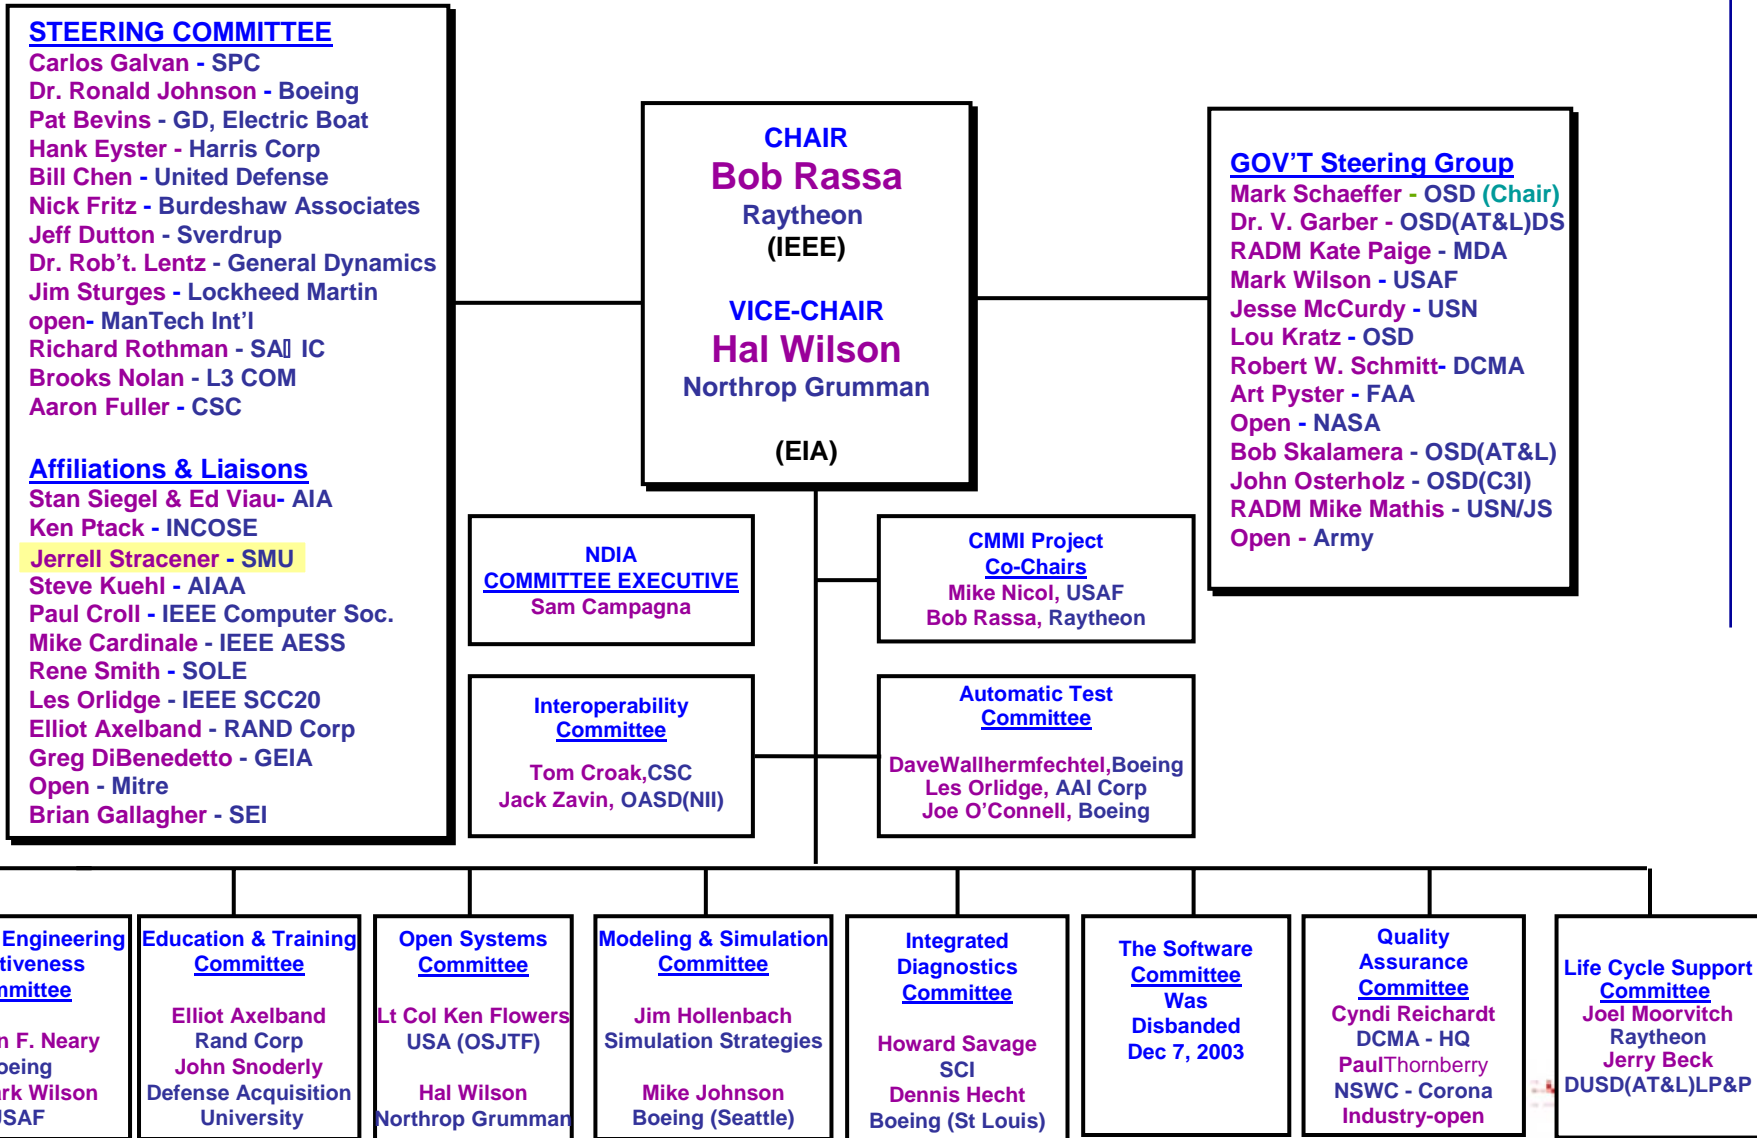 STEERING COMMITTEE
Carlos Galvan - SPC
Dr. Ronald Johnson - Boeing
Pat Bevins - GD, Electric Boat
Hank Eyster - Harris Corp
Bill Chen - United Defense
Nick Fritz - Burdeshaw Associates
Jeff Dutton - Sverdrup
Dr. Rob't. Lentz - General Dynamics
Jim Sturges - Lockheed Martin
open- ManTech Int'l
Richard Rothman - SA▯ IC
Brooks Nolan - L3 COM
Aaron Fuller - CSC
Affiliations & Liaisons
Stan Siegel & Ed Viau- AIA
Ken Ptack - INCOSE
Jerrell Stracener - SMU
Steve Kuehl - AIAA
Paul Croll - IEEE Computer Soc.
Mike Cardinale - IEEE AESS
Rene Smith - SOLE
Les Orlidge - IEEE SCC20
Elliot Axelband - RAND Corp
Greg DiBenedetto - GEIA
Open - Mitre
Brian Gallagher - SEI
CHAIR
Bob Rassa
Raytheon
(IEEE)
VICE-CHAIR
Hal Wilson
Northrop Grumman
(EIA)
GOV'T Steering Group
Mark Schaeffer - OSD (Chair)
Dr. V. Garber - OSD(AT&L)DS
RADM Kate Paige - MDA
Mark Wilson - USAF
Jesse McCurdy - USN
Lou Kratz - OSD
Robert W. Schmitt- DCMA
Art Pyster - FAA
Open - NASA
Bob Skalamera - OSD(AT&L)
John Osterholz - OSD(C3I)
RADM Mike Mathis - USN/JS
Open - Army
NDIA
COMMITTEE EXECUTIVE
Sam Campagna
CMMI Project
Co-Chairs
Mike Nicol, USAF
Bob Rassa, Raytheon
Interoperability
Committee
Tom Croak,CSC
Jack Zavin, OASD(NII)
Automatic Test
Committee
DaveWallhermfechtel,Boeing
Les Orlidge, AAI Corp
Joe O'Connell, Boeing
Engineering
tiveness
mmittee
n F. Neary
oeing
rk Wilson
USAF
Education & Training
Committee
Elliot Axelband
Rand Corp
John Snoderly
Defense Acquisition
University
Open Systems
Committee
Lt Col Ken Flowers
USA (OSJTF)
Hal Wilson
Northrop Grumman
Modeling & Simulation
Committee
Jim Hollenbach
Simulation Strategies
Mike Johnson
Boeing (Seattle)
Integrated
Diagnostics
Committee
Howard Savage
SCI
Dennis Hecht
Boeing (St Louis)
The Software
Committee
Was
Disbanded
Dec 7, 2003
Quality
Assurance
Committee
Cyndi Reichardt
DCMA - HQ
PaulThornberry
NSWC - Corona
Industry-open
Life Cycle Support
Committee
Joel Moorvitch
Raytheon
Jerry Beck
DUSD(AT&L)LP&P